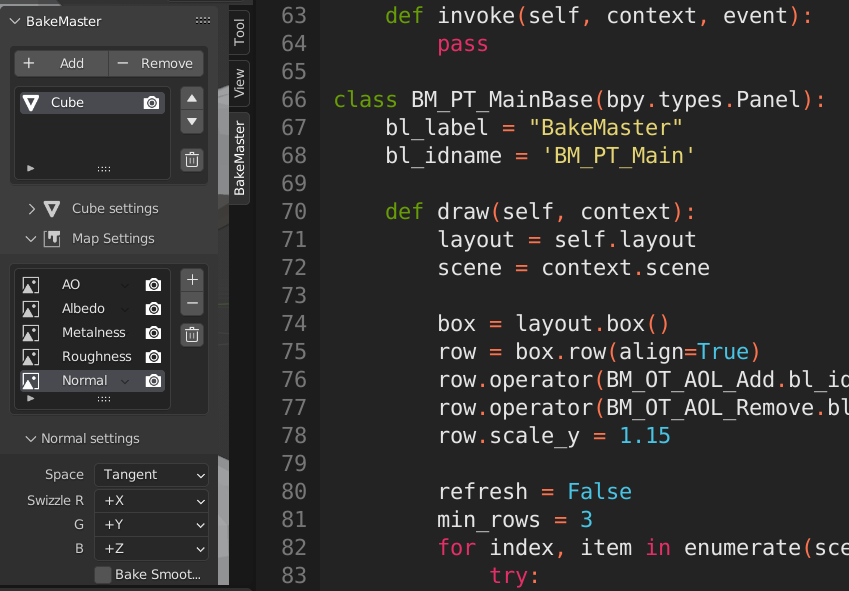 BakeMaster
+ Add − Remove
Cube
Cube settings
Map Settings
AO
Albedo
Metalness
Roughness
Normal
Normal settings
Space Tangent
Swizzle R +X
G +Y
B +Z
Bake Smoot...
Tool
View
BakeMaster
63 def invoke(self, context, event):
64 pass
65
66 class BM_PT_MainBase(bpy.types.Panel):
67 bl_label = "BakeMaster"
68 bl_idname = 'BM_PT_Main'
69
70 def draw(self, context):
71 layout = self.layout
72 scene = context.scene
73
74 box = layout.box()
75 row = box.row(align=True)
76 row.operator(BM_OT_AOL_Add.bl_id
77 row.operator(BM_OT_AOL_Remove.bl
78 row.scale_y = 1.15
79
80 refresh = False
81 min_rows = 3
82 for index, item in enumerate(sce
83 try: